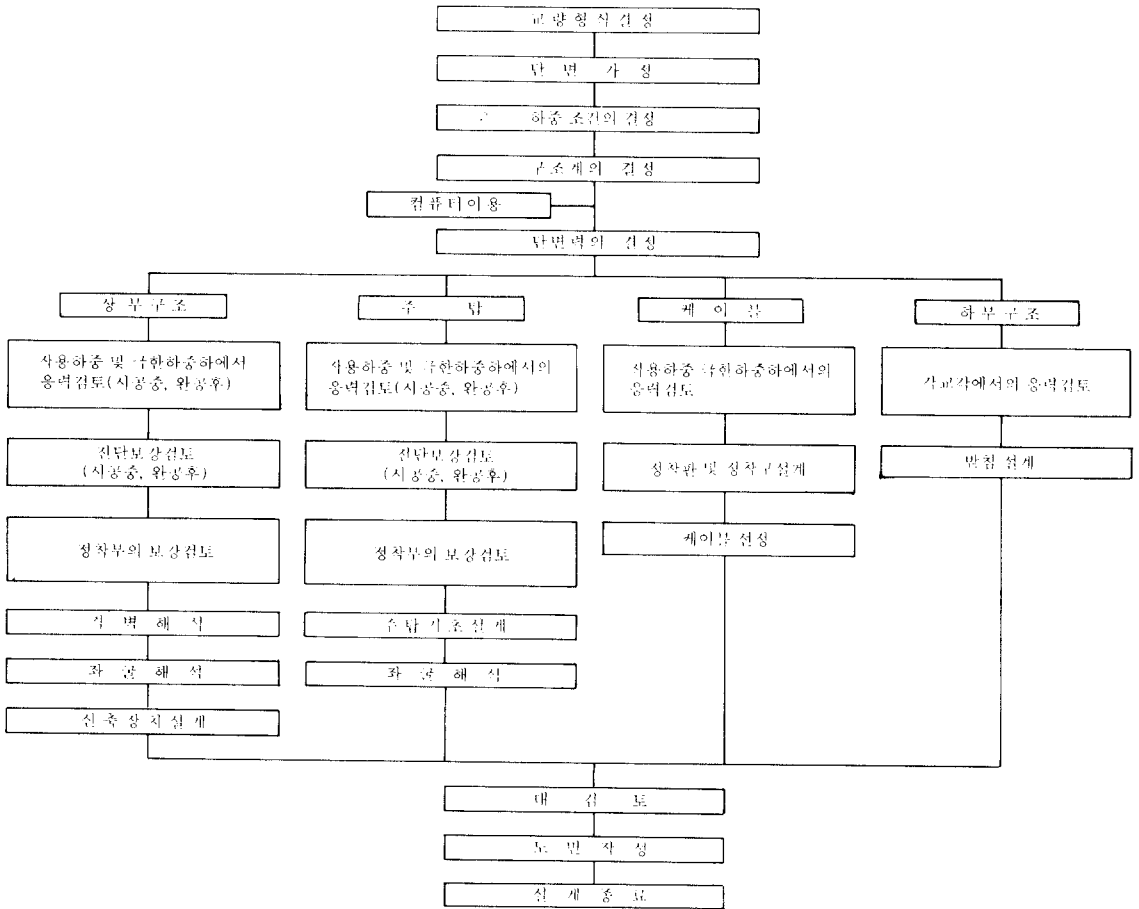 교량형식결정
단 면 가 정
하중 조건의 결정
구조계의 결정
컴퓨터이용
단면력의 결정
상 부 구 조
주 탑
케 이 블
하 부 구 조
사용하중 및 극한하중하에서
응력검토(시공중, 완공후)
사용하중 및 극한하중하에서의
응력검토(시공중, 완공후)
사용하중 극한하중하에서의
응력검토
각교각에서의 응력검토
전단보강검토
(시공중, 완공후)
전단보강검토
(시공중, 완공후)
정착판 및 정착구설계
받침 설계
정착부의 보강검토
정착부의 보강검토
케이블 선정
격 벽 해 석
주 탑 기 초 설 계
좌 굴 해 석
좌 굴 해 석
신 축 장 치 설 계
검 토
도 면 작 성
설 계 종 료